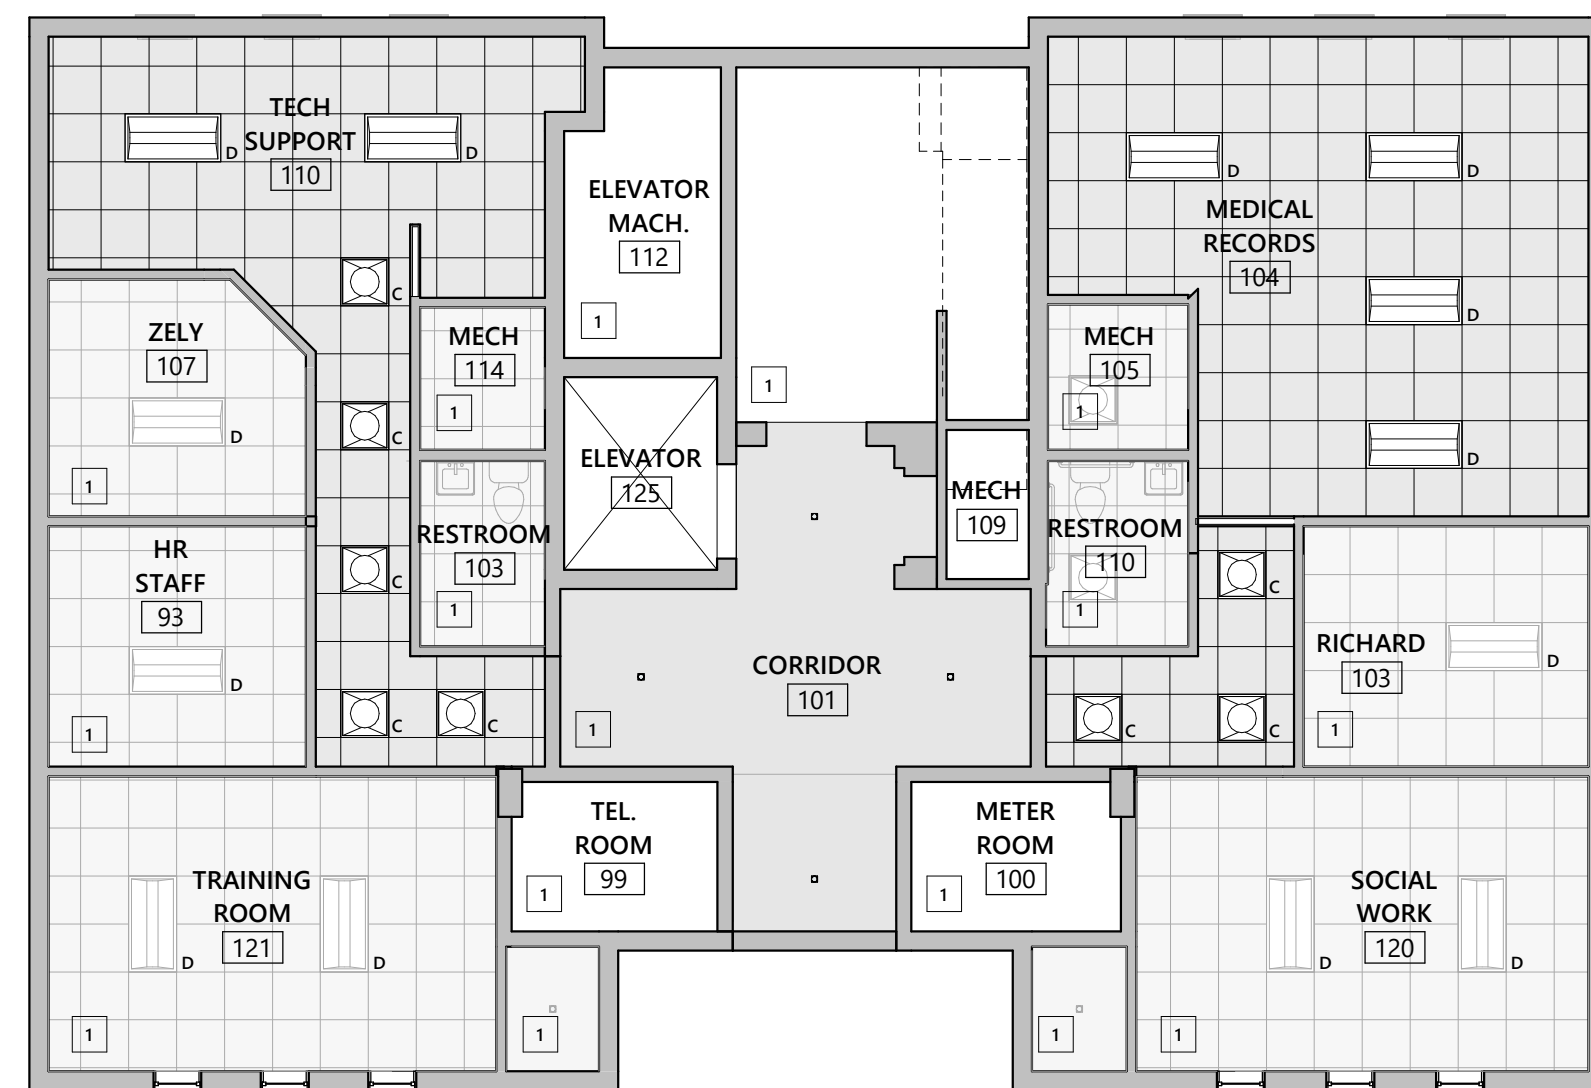 TECH
SUPPORT
110
D
D
C
C
C
C
C
ZELY
107
D
1
HR
STAFF
93
D
1
TRAINING
ROOM
121
D
D
1
MECH
114
1
RESTROOM
103
1
ELEVATOR
MACH.
112
1
ELEVATOR
125
1
CORRIDOR
101
1
TEL.
ROOM
99
1
1
MECH
109
METER
ROOM
100
1
1
MEDICAL
RECORDS
104
D
D
D
D
MECH
105
1
RESTROOM
110
1
C
C
C
RICHARD
103
D
1
SOCIAL
WORK
120
D
D
1